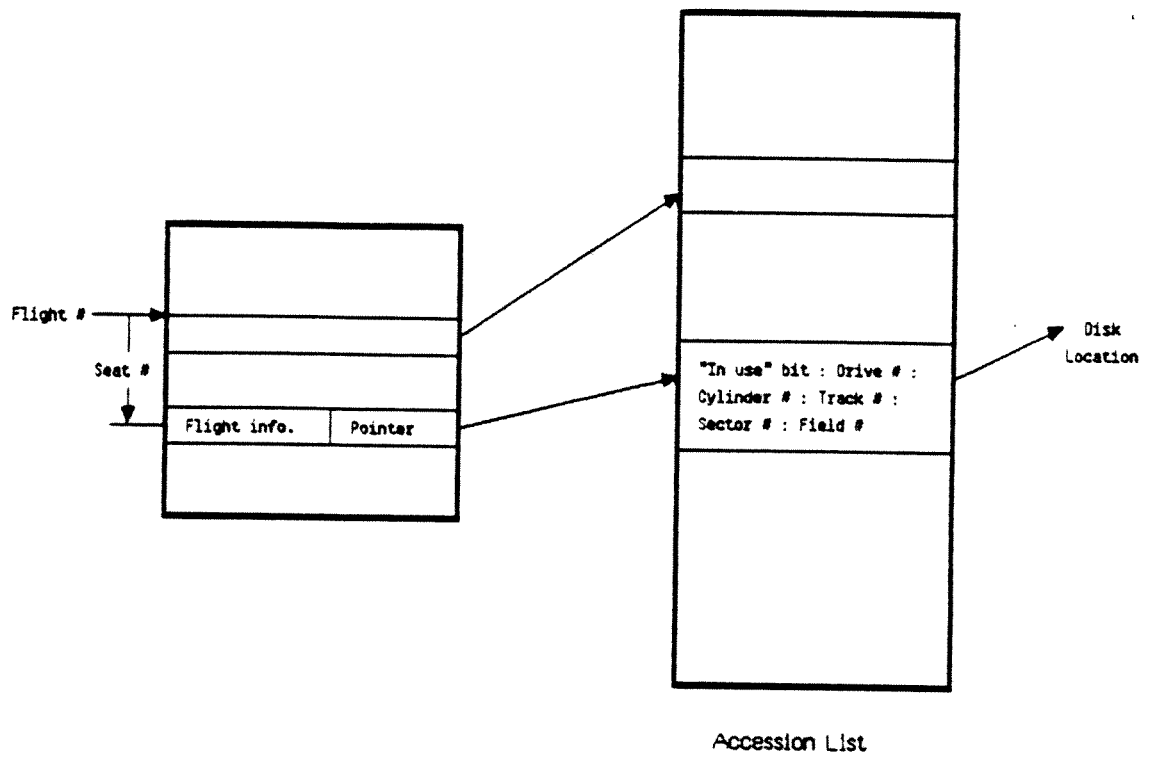 Flight #
Seat #
Flight info.
Pointer
"In use" bit : Drive # :
Cylinder # : Track # :
Sector # : Field #
Disk
Location
Accession List